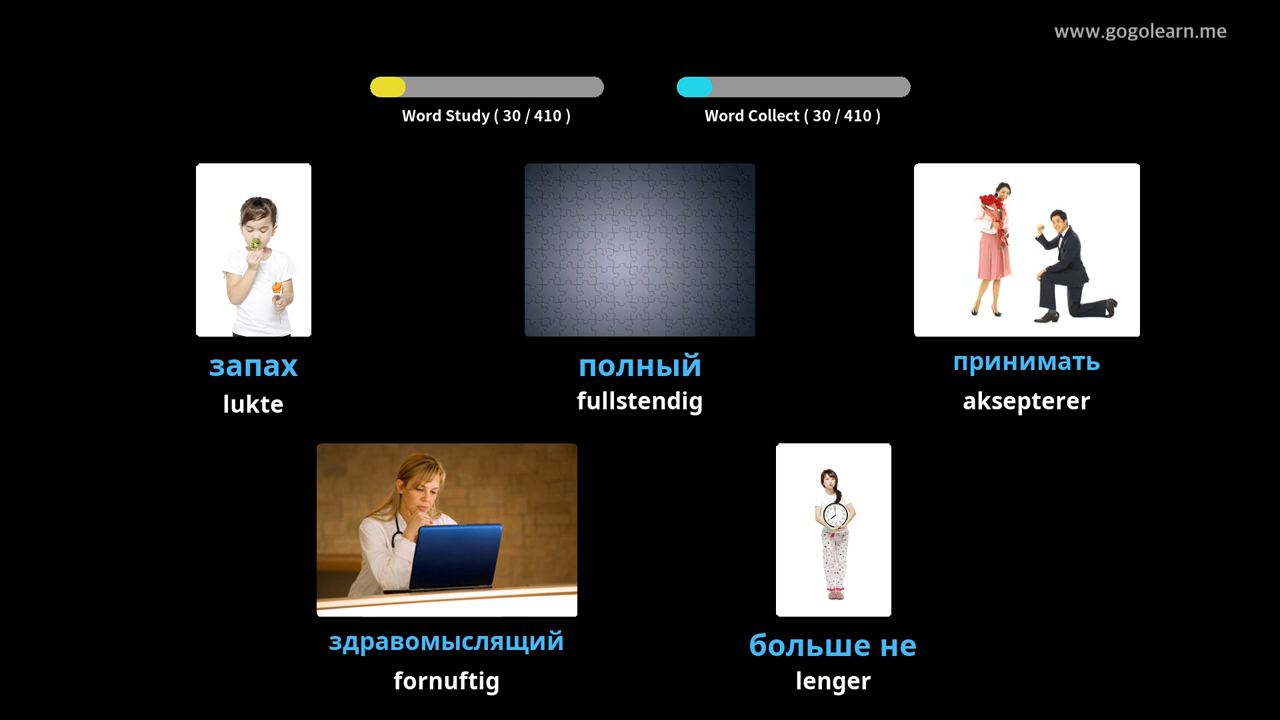 www.gogolearn.me
Word Study ( 30 / 410 )
Word Collect ( 30 / 410 )
запах
lukte
полный
fullstendig
принимать
aksepterer
здравомыслящий
fornuftig
больше не
lenger